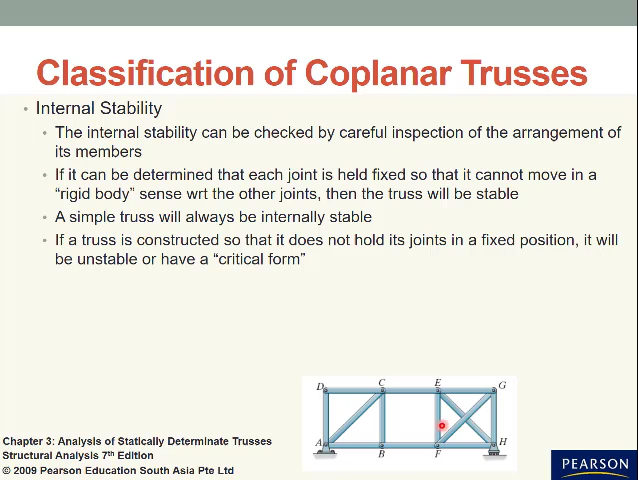 Classification of Coplanar Trusses
• Internal Stability
• The internal stability can be checked by careful inspection of the arrangement of
its members
• If it can be determined that each joint is held fixed so that it cannot move in a
“rigid body” sense wrt the other joints, then the truss will be stable
• A simple truss will always be internally stable
• If a truss is constructed so that it does not hold its joints in a fixed position, it will
be unstable or have a “critical form”
D C E G
A B F H
Chapter 3: Analysis of Statically Determinate Trusses
Structural Analysis 7th Edition
© 2009 Pearson Education South Asia Pte Ltd
PEARSON